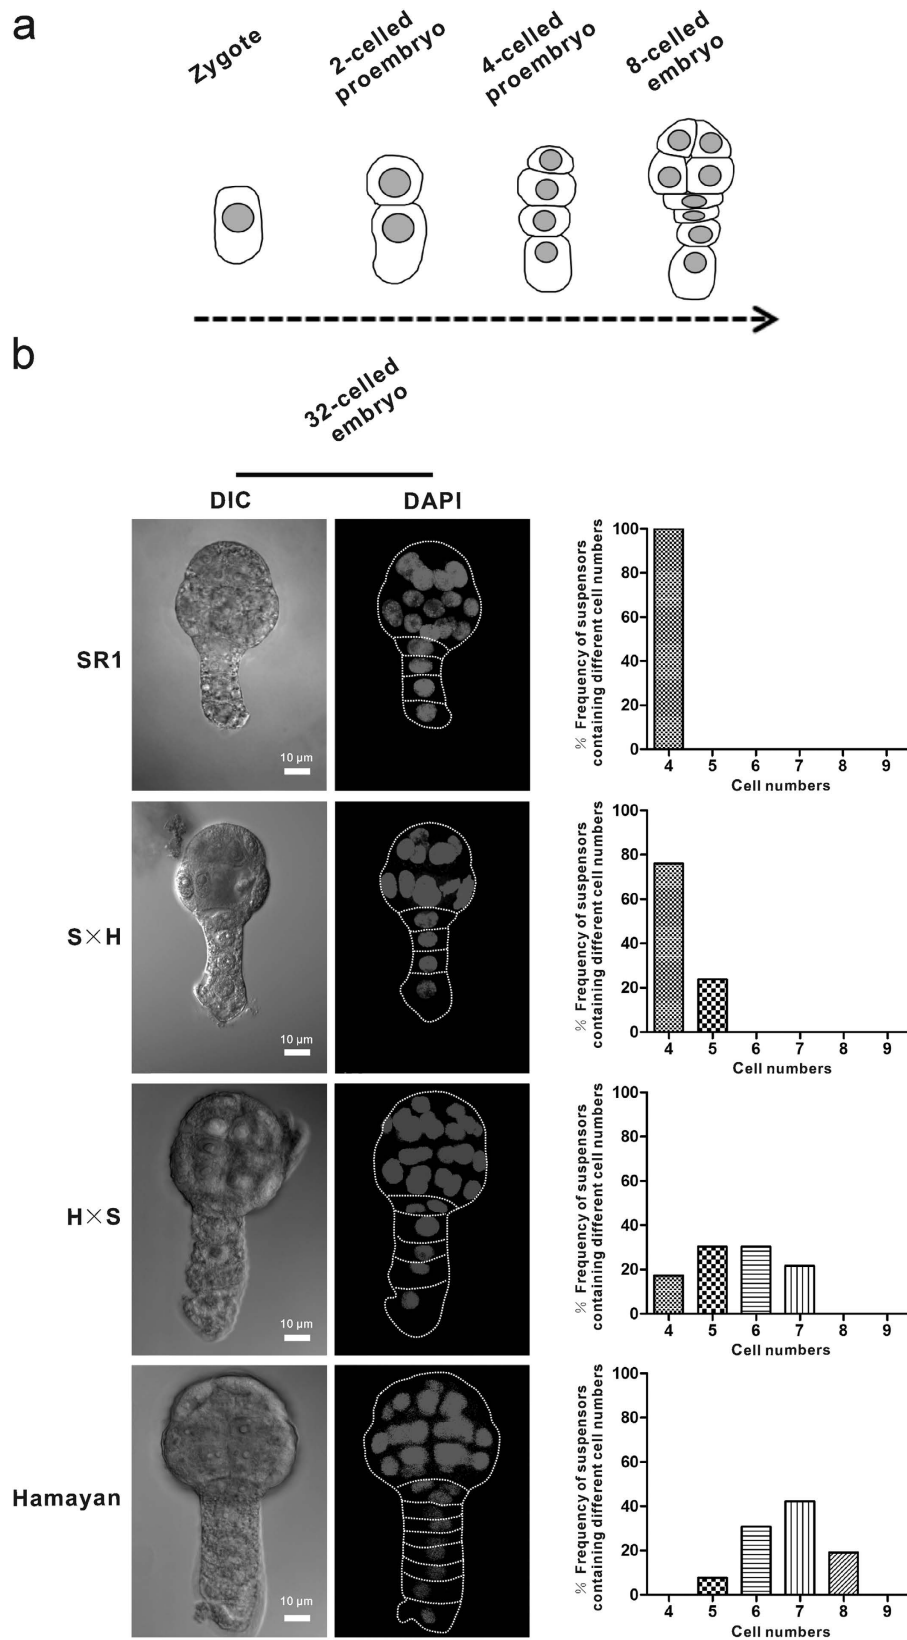 a
Zygote
2-celled
proembryo
4-celled
proembryo
8-celled
embryo
b
32-celled
embryo
DIC
DAPI
SR1
10 μm
% Frequency of suspensors
containing different cell numbers
100
80
60
40
20
0
4 5 6 7 8 9
Cell numbers
S×H
10 μm
% Frequency of suspensors
containing different cell numbers
100
80
60
40
20
0
4 5 6 7 8 9
Cell numbers
H×S
10 μm
% Frequency of suspensors
containing different cell numbers
100
80
60
40
20
0
4 5 6 7 8 9
Cell numbers
Hamayan
10 μm
% Frequency of suspensors
containing different cell numbers
100
80
60
40
20
0
4 5 6 7 8 9
Cell numbers